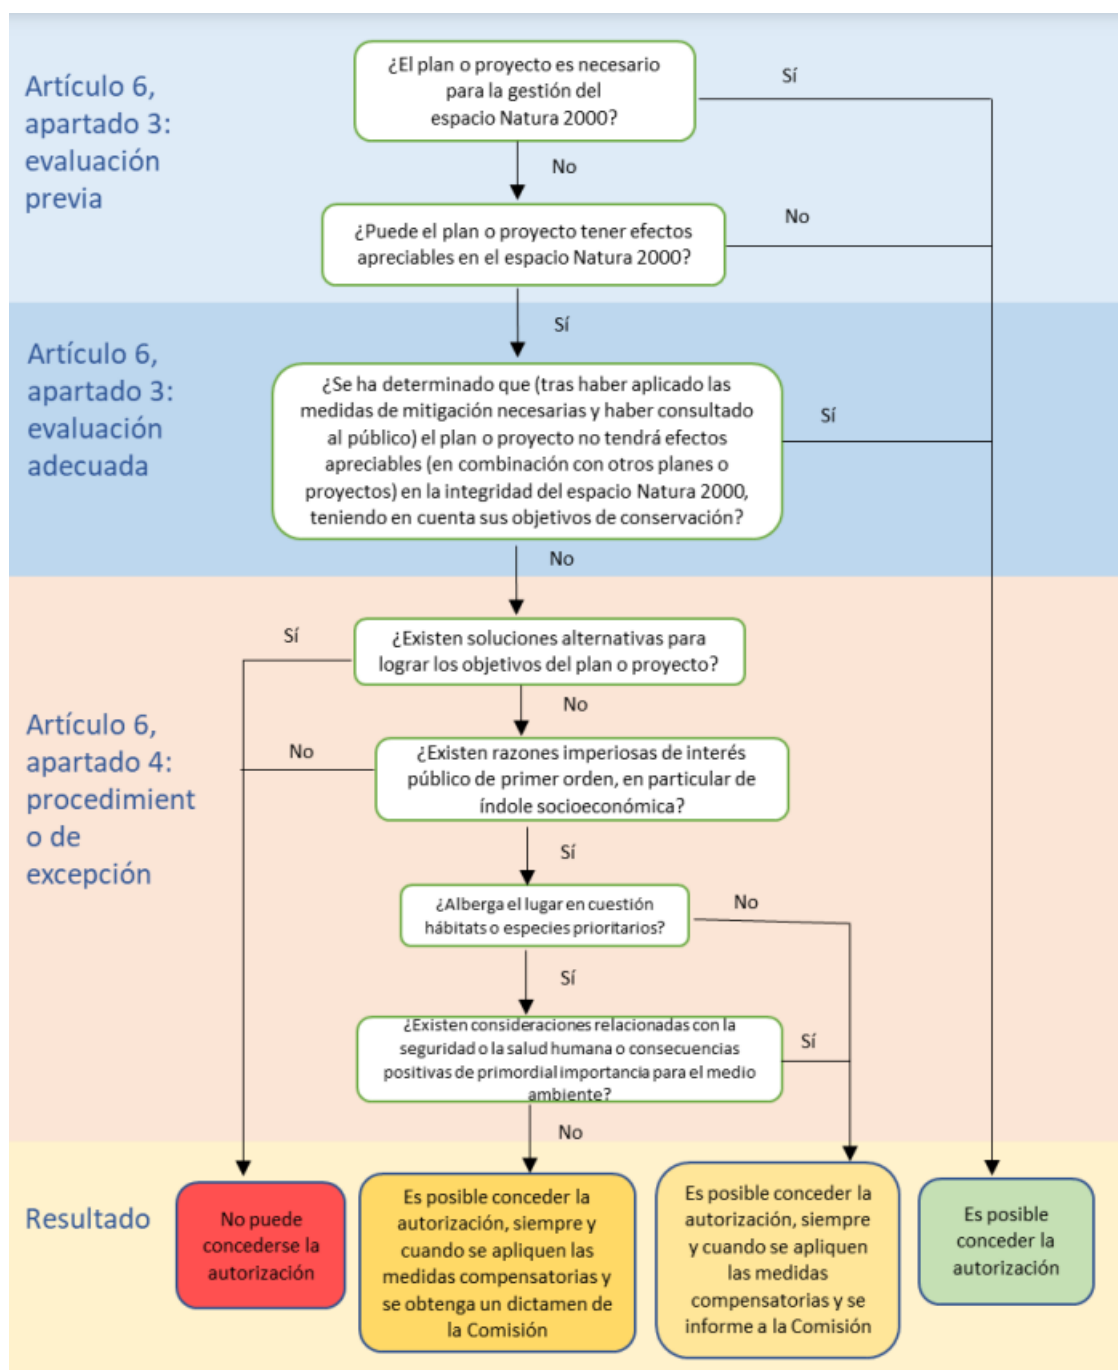 Artículo 6,
apartado 3:
evaluación
previa
¿El plan o proyecto es necesario
para la gestión del
espacio Natura 2000?
Sí
No
¿Puede el plan o proyecto tener efectos
apreciables en el espacio Natura 2000?
No
Sí
Artículo 6,
apartado 3:
evaluación
adecuada
¿Se ha determinado que (tras haber aplicado las
medidas de mitigación necesarias y haber consultado
al público) el plan o proyecto no tendrá efectos
apreciables (en combinación con otros planes o
proyectos) en la integridad del espacio Natura 2000,
teniendo en cuenta sus objetivos de conservación?
Sí
No
Artículo 6,
apartado 4:
procedimient
o de
excepción
¿Existen soluciones alternativas para
lograr los objetivos del plan o proyecto?
Sí
No
¿Existen razones imperiosas de interés
público de primer orden, en particular de
índole socioeconómica?
No
Sí
¿Alberga el lugar en cuestión
hábitats o especies prioritarios?
No
Sí
¿Existen consideraciones relacionadas con la
seguridad o la salud humana o consecuencias
positivas de primordial importancia para el medio
ambiente?
Sí
No
Resultado
No puede
concederse la
autorización
Es posible conceder la
autorización, siempre y
cuando se apliquen las
medidas compensatorias y
se obtenga un dictamen de
la Comisión
Es posible conceder la
autorización, siempre
y cuando se apliquen
las medidas
compensatorias y se
informe a la Comisión
Es posible
conceder la
autorización